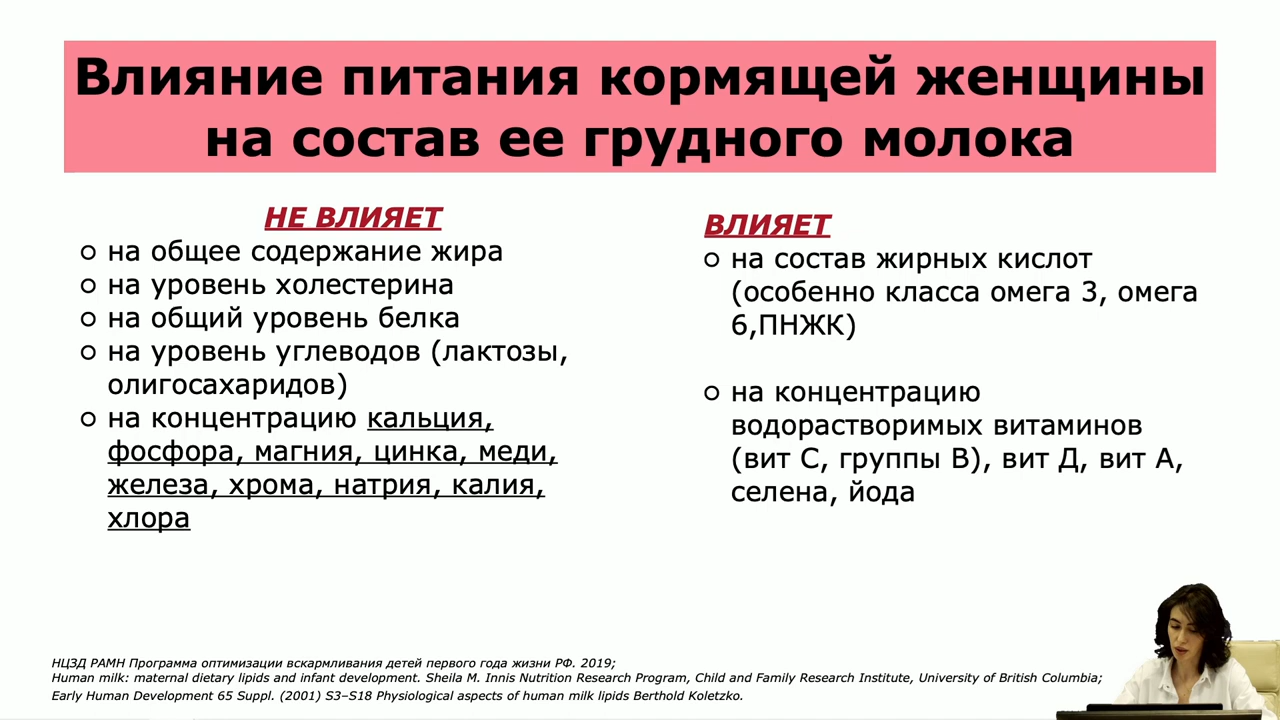 Влияние питания кормящей женщины
на состав ее грудного молока
НЕ ВЛИЯЕТ
на общее содержание жира
на уровень холестерина
на общий уровень белка
на уровень углеводов (лактозы,
олигосахаридов)
на концентрацию кальция,
фосфора, магния, цинка, меди,
железа, хрома, натрия, калия,
хлора
ВЛИЯЕТ
на состав жирных кислот
(особенно класса омега 3, омега
6,ПНЖК)
на концентрацию
водорастворимых витаминов
(вит С, группы В), вит Д, вит А,
селена, йода
НЦЗД РАМН Программа оптимизации вскармливания детей первого года жизни РФ. 2019;
Human milk: maternal dietary lipids and infant development. Sheila M. Innis Nutrition Research Program, Child and Family Research Institute, University of British Columbia;
Early Human Development 65 Suppl. (2001) S3–S18 Physiological aspects of human milk lipids Berthold Koletzko.